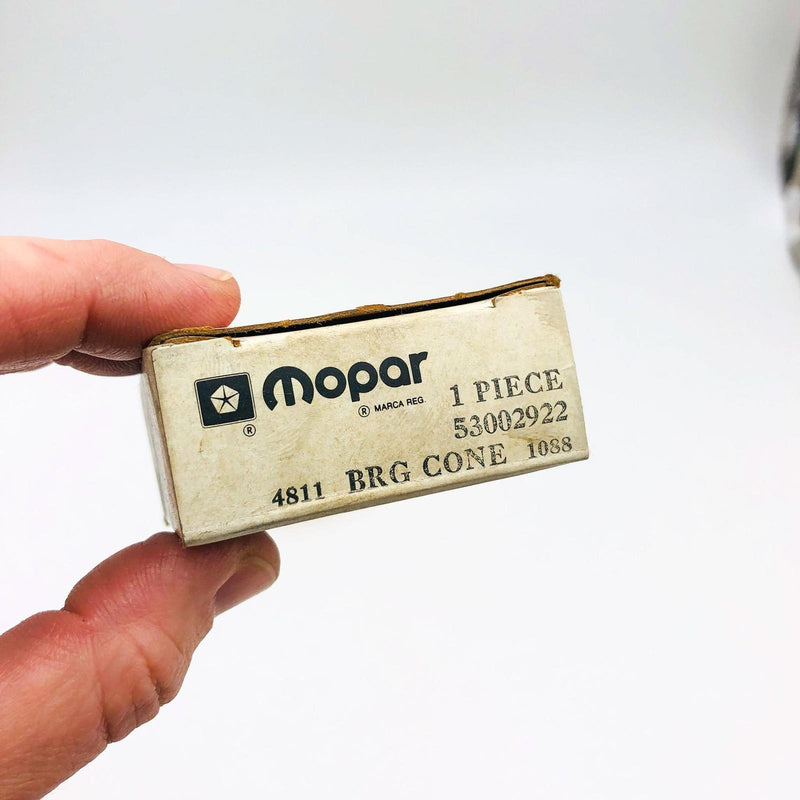 mopar
®
® MARCA REG.
1 PIECE
53002922
4811 BRG CONE 1088